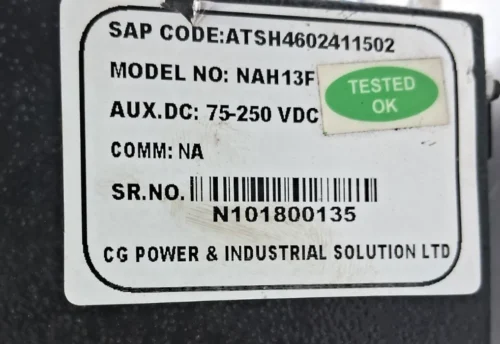 SAP CODE:ATSH4602411502
MODEL NO: NAH13F
TESTED
OK
AUX.DC: 75-250 VDC
COMM: NA
SR.NO.
N101800135
CG POWER & INDUSTRIAL SOLUTION LTD